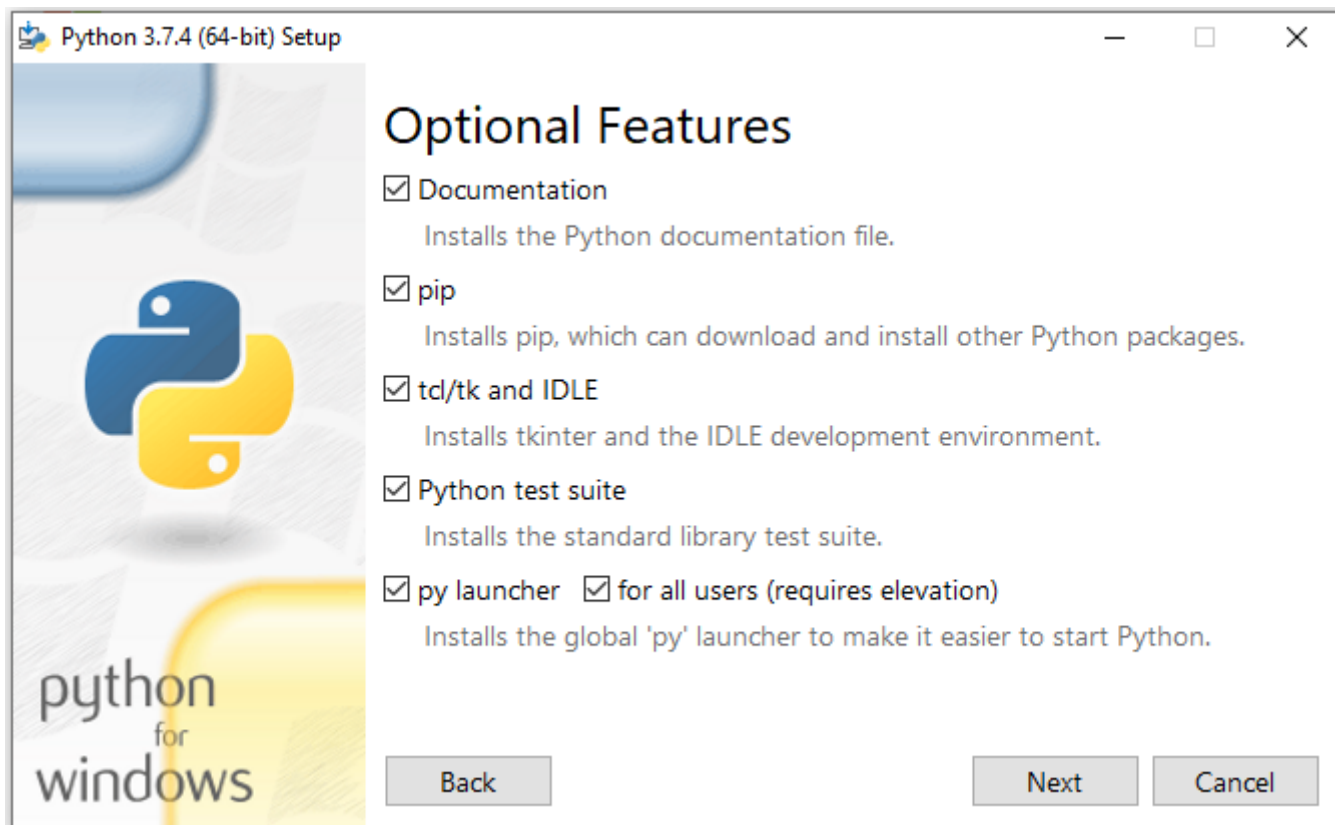 Python 3.7.4 (64-bit) Setup
Optional Features
Documentation
Installs the Python documentation file.
pip
Installs pip, which can download and install other Python packages.
tcl/tk and IDLE
Installs tkinter and the IDLE development environment.
Python test suite
Installs the standard library test suite.
py launcher for all users (requires elevation)
Installs the global 'py' launcher to make it easier to start Python.
python
for
windows
Back Next Cancel